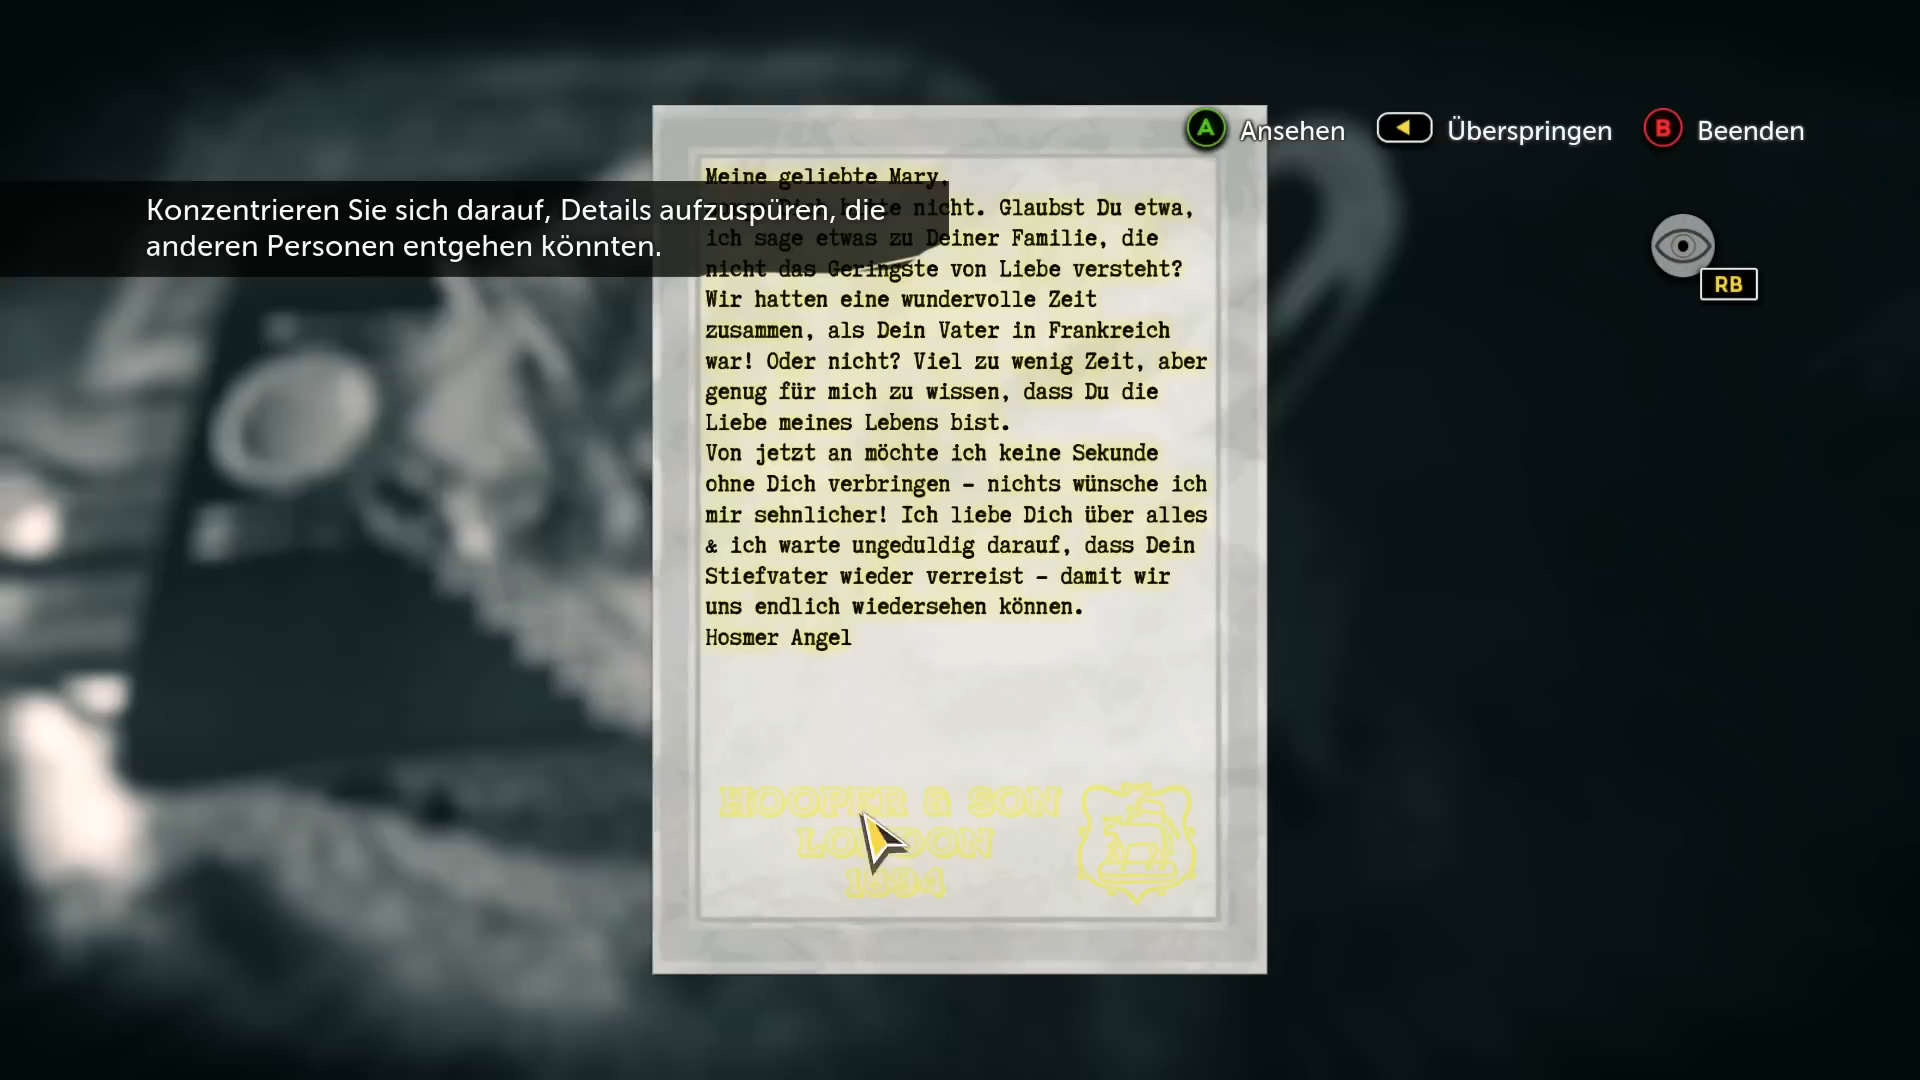 Ansehen
Überspringen
B Beenden
RB
Konzentrieren Sie sich darauf, Details aufzuspüren, die
anderen Personen entgehen könnten.
Meine geliebte Mary,
nicht. Glaubst Du etwa,
ich sage etwas zu Deiner Familie, die
nicht das Geringste von Liebe versteht?
Wir hatten eine wundervolle Zeit
zusammen, als Dein Vater in Frankreich
war! Oder nicht? Viel zu wenig Zeit, aber
genug für mich zu wissen, dass Du die
Liebe meines Lebens bist.
Von jetzt an möchte ich keine Sekunde
ohne Dich verbringen – nichts wünsche ich
mir sehnlicher! Ich liebe Dich über alles
& ich warte ungeduldig darauf, dass Dein
Stiefvater wieder verreist – damit wir
uns endlich wiedersehen können.
Hosmer Angel
HOOPER & SON
LONDON
1894